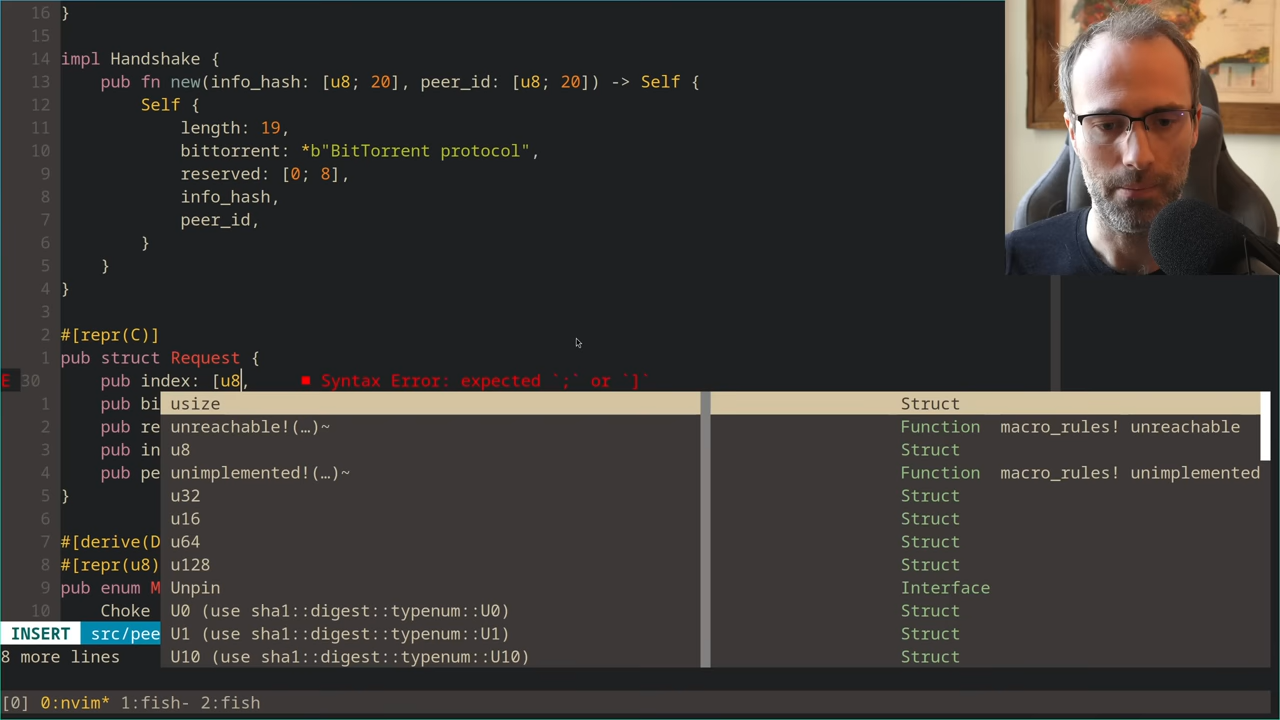 16 }
15
14 impl Handshake {
13 pub fn new(info_hash: [u8; 20], peer_id: [u8; 20]) -> Self {
12 Self {
11 length: 19,
10 bittorrent: *b"BitTorrent protocol",
9 reserved: [0; 8],
8 info_hash,
7 peer_id,
6 }
5 }
4 }
3
2 #[repr(C)]
1 pub struct Request {
E 30 pub index: [u8, ■ Syntax Error: expected `;` or `]`
1 pub bi usize Struct
2 pub re unreachable!(…)~ Function macro_rules! unreachable
3 pub in u8 Struct
4 pub pe unimplemented!(…)~ Function macro_rules! unimplemented
5 } u32 Struct
6 u16 Struct
7 #[derive(D u64 Struct
8 #[repr(u8) u128 Struct
9 pub enum M Unpin Interface
10 Choke U0 (use sha1::digest::typenum::U0) Struct
INSERT src/pee U1 (use sha1::digest::typenum::U1) Struct
8 more lines U10 (use sha1::digest::typenum::U10) Struct
[0] 0:nvim* 1:fish- 2:fish